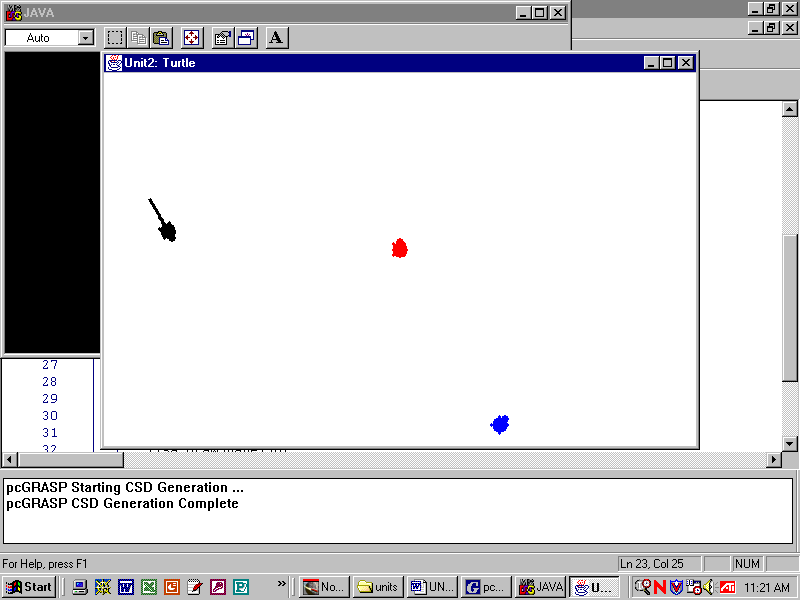 JAVA
Auto
A
Unit2: Turtle
27
28
29
30
31
32
pcGRASP Starting CSD Generation ...
pcGRASP CSD Generation Complete
For Help, press F1
Ln 23, Col 25
NUM
Start
»
No...
units
UN...
pc...
JAVA
U...
11:21 AM